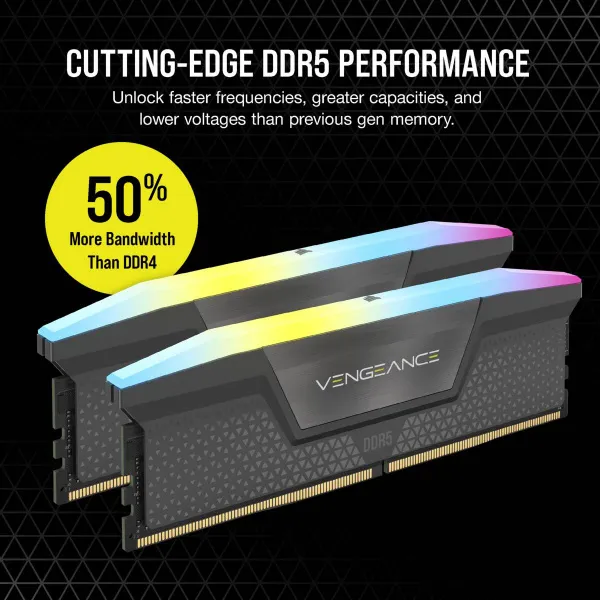 CUTTING-EDGE DDR5 PERFORMANCE
Unlock faster frequencies, greater capacities, and
lower voltages than previous gen memory.
50%
More Bandwidth
Than DDR4
VENGEANCE
DDR5